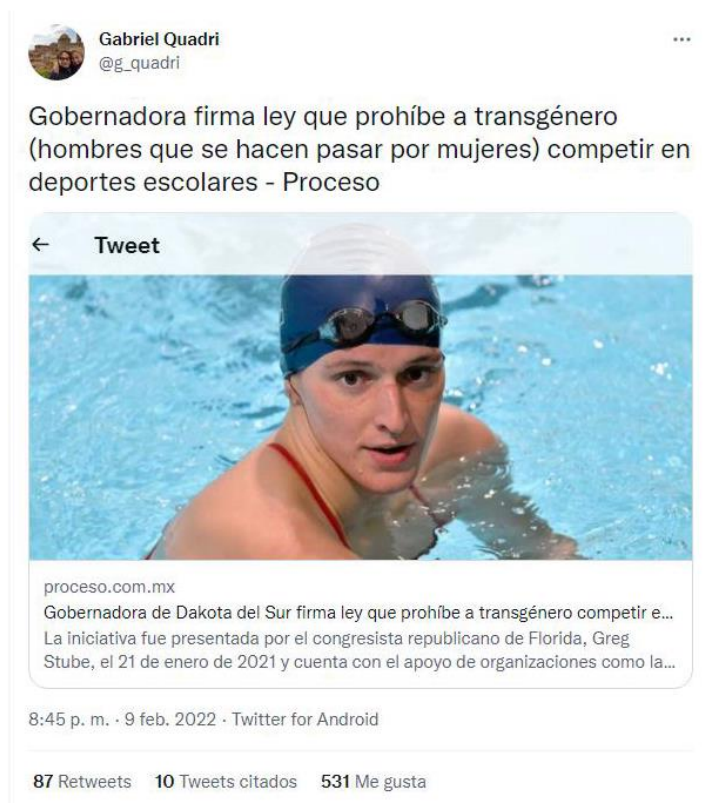 Gabriel Quadri
@g_quadri
Gobernadora firma ley que prohíbe a transgénero
(hombres que se hacen pasar por mujeres) competir en
deportes escolares - Proceso
← Tweet
proceso.com.mx
Gobernadora de Dakota del Sur firma ley que prohíbe a transgénero competir e...
La iniciativa fue presentada por el congresista republicano de Florida, Greg
Stube, el 21 de enero de 2021 y cuenta con el apoyo de organizaciones como la...
8:45 p. m. · 9 feb. 2022 · Twitter for Android
87 Retweets 10 Tweets citados 531 Me gusta